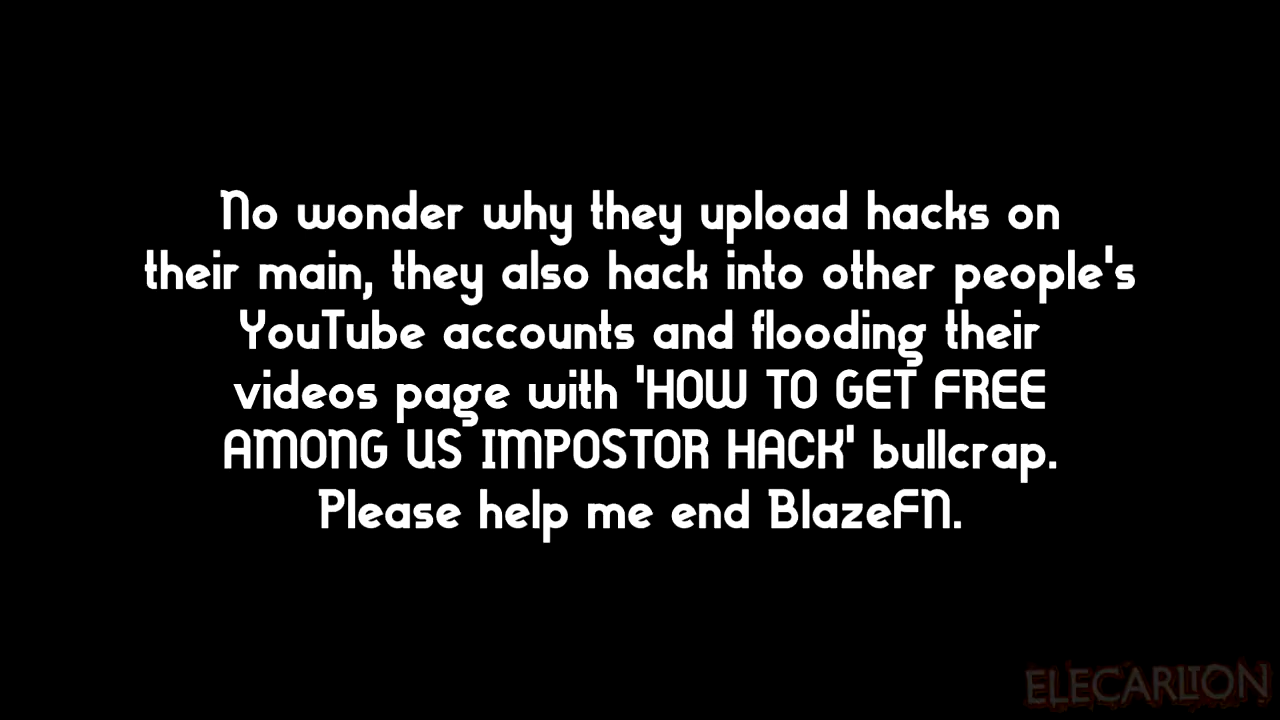 No wonder why they upload hacks on
their main, they also hack into other people's
YouTube accounts and flooding their
videos page with 'HOW TO GET FREE
AMONG US IMPOSTOR HACK' bullcrap.
Please help me end BlazeFN.
ELECARLTON